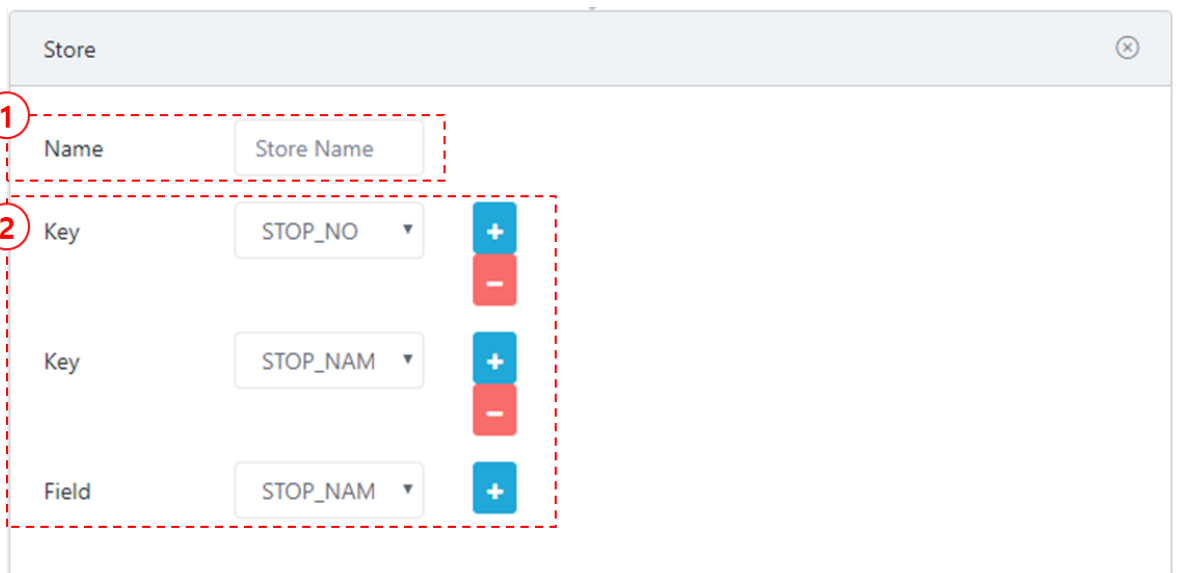 Store
1
Name Store Name
2
Key STOP_NO
Key STOP_NAM
Field STOP_NAM